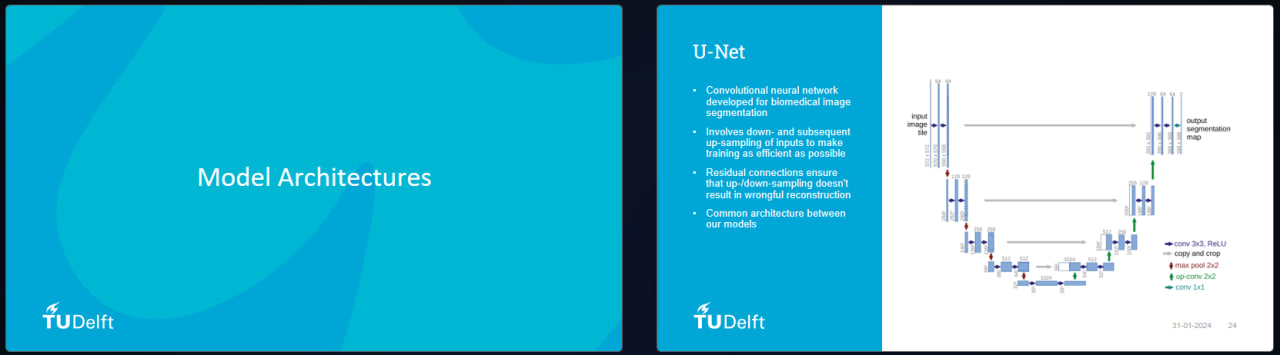 Model Architectures
TUDelft
U-Net
• Convolutional neural network
developed for biomedical image
segmentation
• Involves down- and subsequent
up-sampling of inputs to make
training as efficient as possible
• Residual connections ensure
that up-/down-sampling doesn't
result in wrongful reconstruction
• Common architecture between
our models
TUDelft
1 64 64
input
image
tile
128 128
256 256
512 512
1024
1024 512
512 256
256 128
128 64 64 2
output
segmentation
map
conv 3x3, ReLU
copy and crop
max pool 2x2
up-conv 2x2
conv 1x1
31-01-2024 24